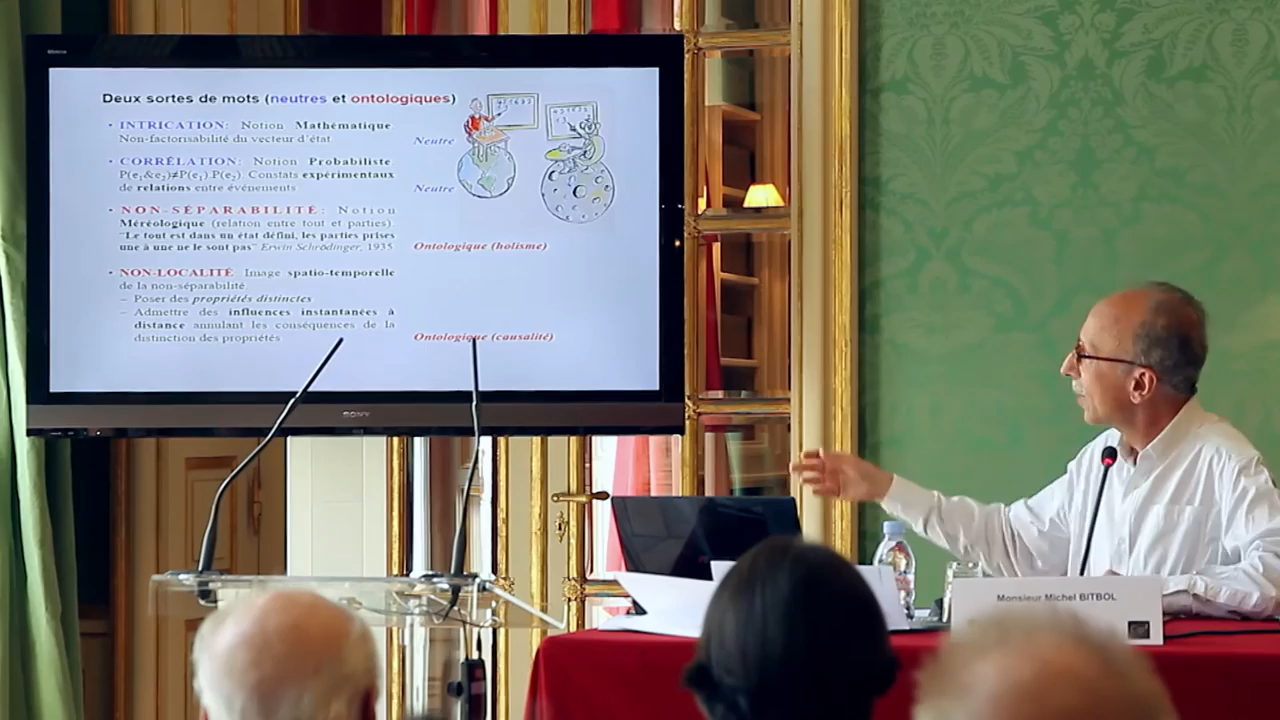 Deux sortes de mots (neutres et ontologiques)
• INTRICATION: Notion Mathématique.
Non-factorisabilité du vecteur d'état.
Neutre
• CORRÉLATION: Notion Probabiliste.
P(e₁&e₂)≠P(e₁).P(e₂). Constats expérimentaux
de relations entre événements
Neutre
• NON-SÉPARABILITÉ: Notion
Méréologique (relation entre tout et parties).
"Le tout est dans un état défini, les parties prises
une à une ne le sont pas" Erwin Schrödinger, 1935
Ontologique (holisme)
• NON-LOCALITÉ Image spatio-temporelle
de la non-séparabilité.
– Poser des propriétés distinctes
– Admettre des influences instantanées à
distance annulant les conséquences de la
distinction des propriétés
Ontologique (causalité)
SONY
Monsieur Michel BITBOL